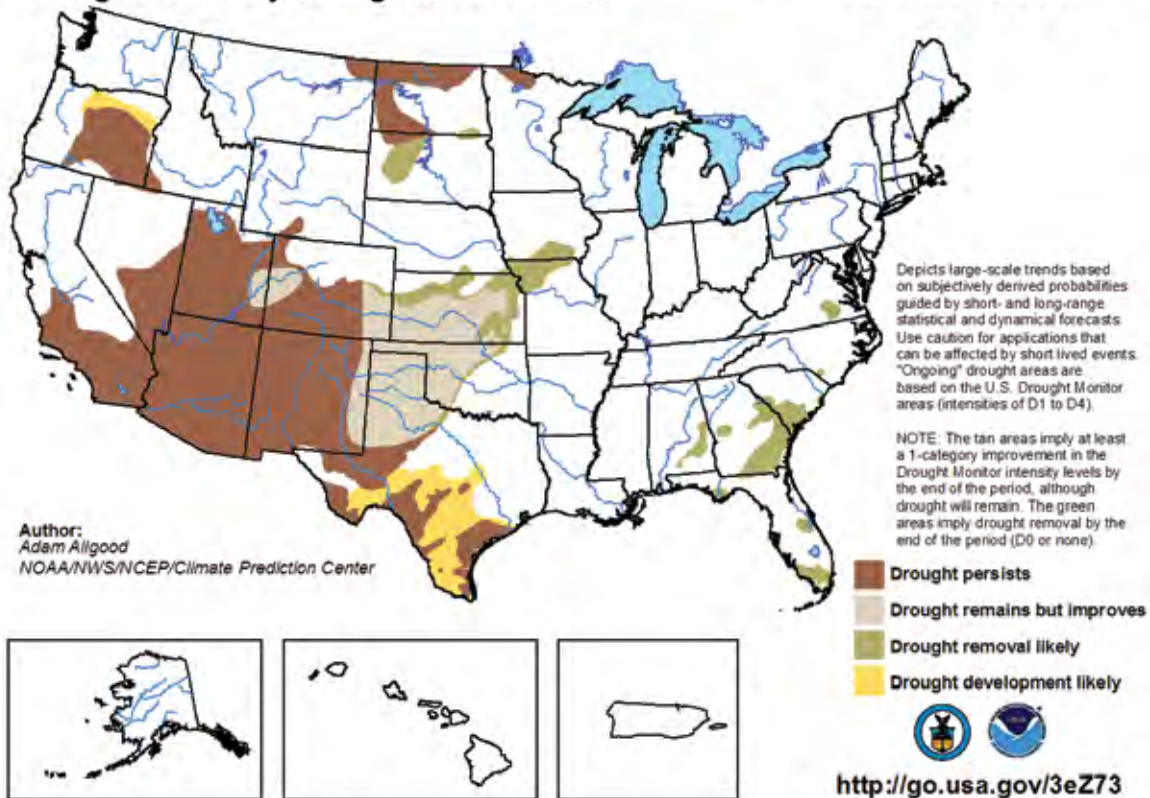 Depicts large-scale trends based
on subjectively derived probabilities
guided by short- and long-range
statistical and dynamical forecasts.
Use caution for applications that
can be affected by short lived events.
"Ongoing" drought areas are
based on the U.S. Drought Monitor
areas (intensities of D1 to D4).
NOTE: The tan areas imply at least
a 1-category improvement in the
Drought Monitor intensity levels by
the end of the period, although
drought will remain. The green
areas imply drought removal by the
end of the period (D0 or none).
Author:
Adam Allgood
NOAA/NWS/NCEP/Climate Prediction Center
Drought persists
Drought remains but improves
Drought removal likely
Drought development likely
http://go.usa.gov/3eZ73